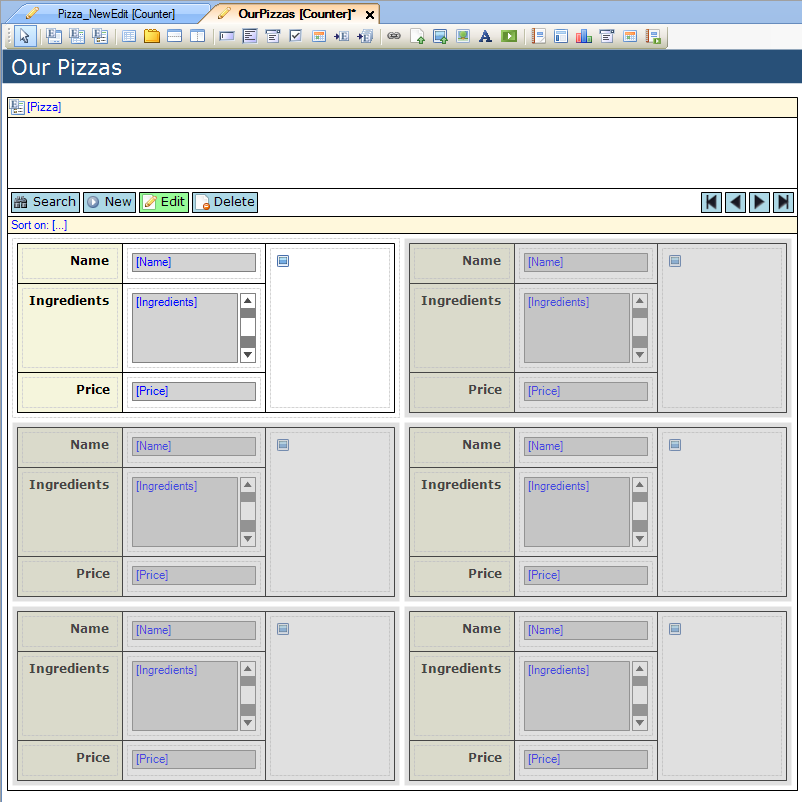 Pizza_NewEdit [Counter] OurPizzas [Counter]*
Our Pizzas
[Pizza]
Search New Edit Delete
Sort on: [...]
Name [Name] Name [Name]
Ingredients [Ingredients] Ingredients [Ingredients]
Price [Price] Price [Price]
Name [Name] Name [Name]
Ingredients [Ingredients] Ingredients [Ingredients]
Price [Price] Price [Price]
Name [Name] Name [Name]
Ingredients [Ingredients] Ingredients [Ingredients]
Price [Price] Price [Price]